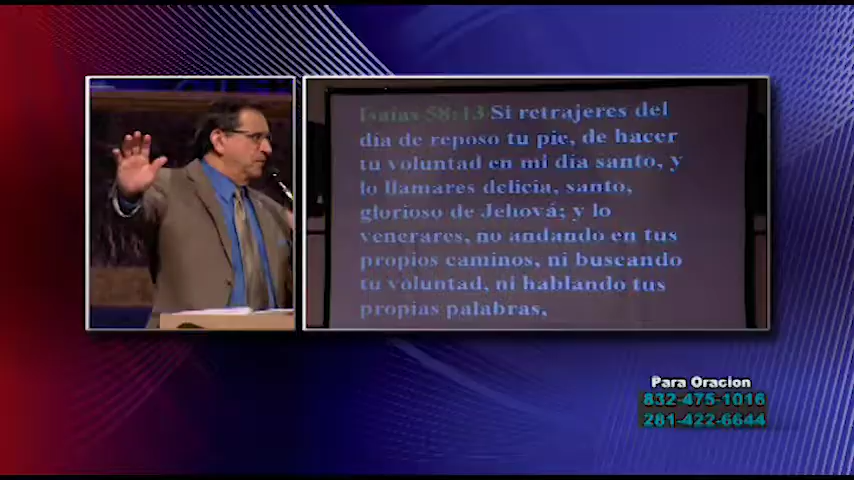 Isaías 58:13 Si retrajeres del
día de reposo tu pie, de hacer
tu voluntad en mi día santo, y
lo llamares delicia, santo,
glorioso de Jehová; y lo
venerares, no andando en tus
propios caminos, ni buscando
tu voluntad, ni hablando tus
propias palabras,
Para Oracion
832-475-1016
281-422-6644